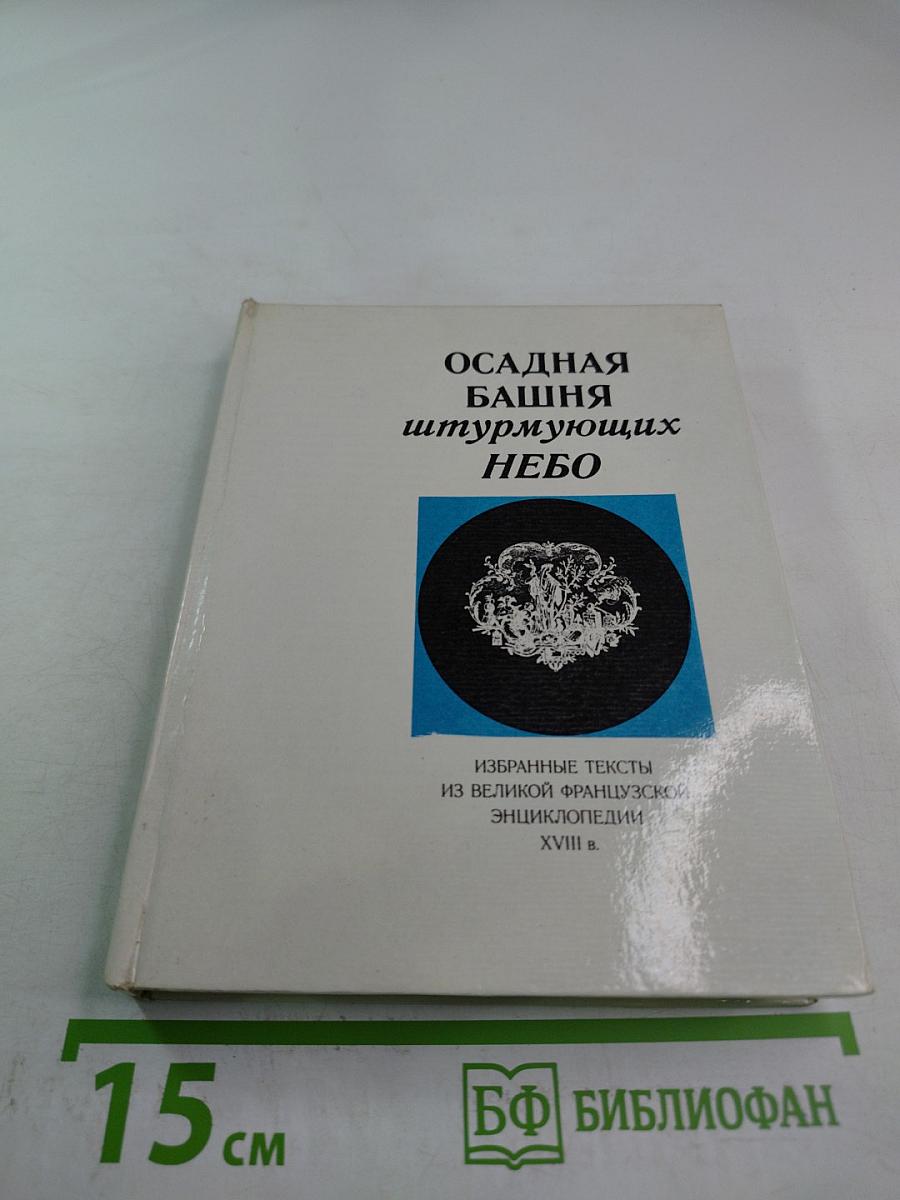 ОСАДНАЯ
БАШНЯ
штурмующих
НЕБО
ИЗБРАННЫЕ ТЕКСТЫ
ИЗ ВЕЛИКОЙ ФРАНЦУЗСКОЙ
ЭНЦИКЛОПЕДИИ
XVIII в.
15 см
БФ БИБЛИОФАН